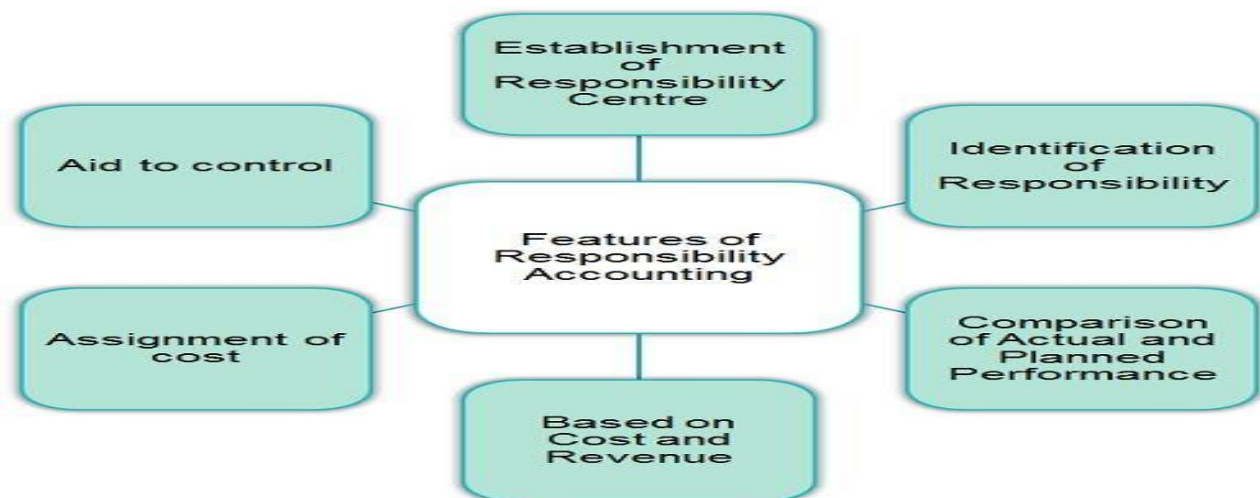 Establishment
of
Responsibility
Centre
Aid to control
Identification
of
Responsibility
Features of
Responsibility
Accounting
Assignment of
cost
Comparison
of Actual and
Planned
Performance
Based on
Cost and
Revenue